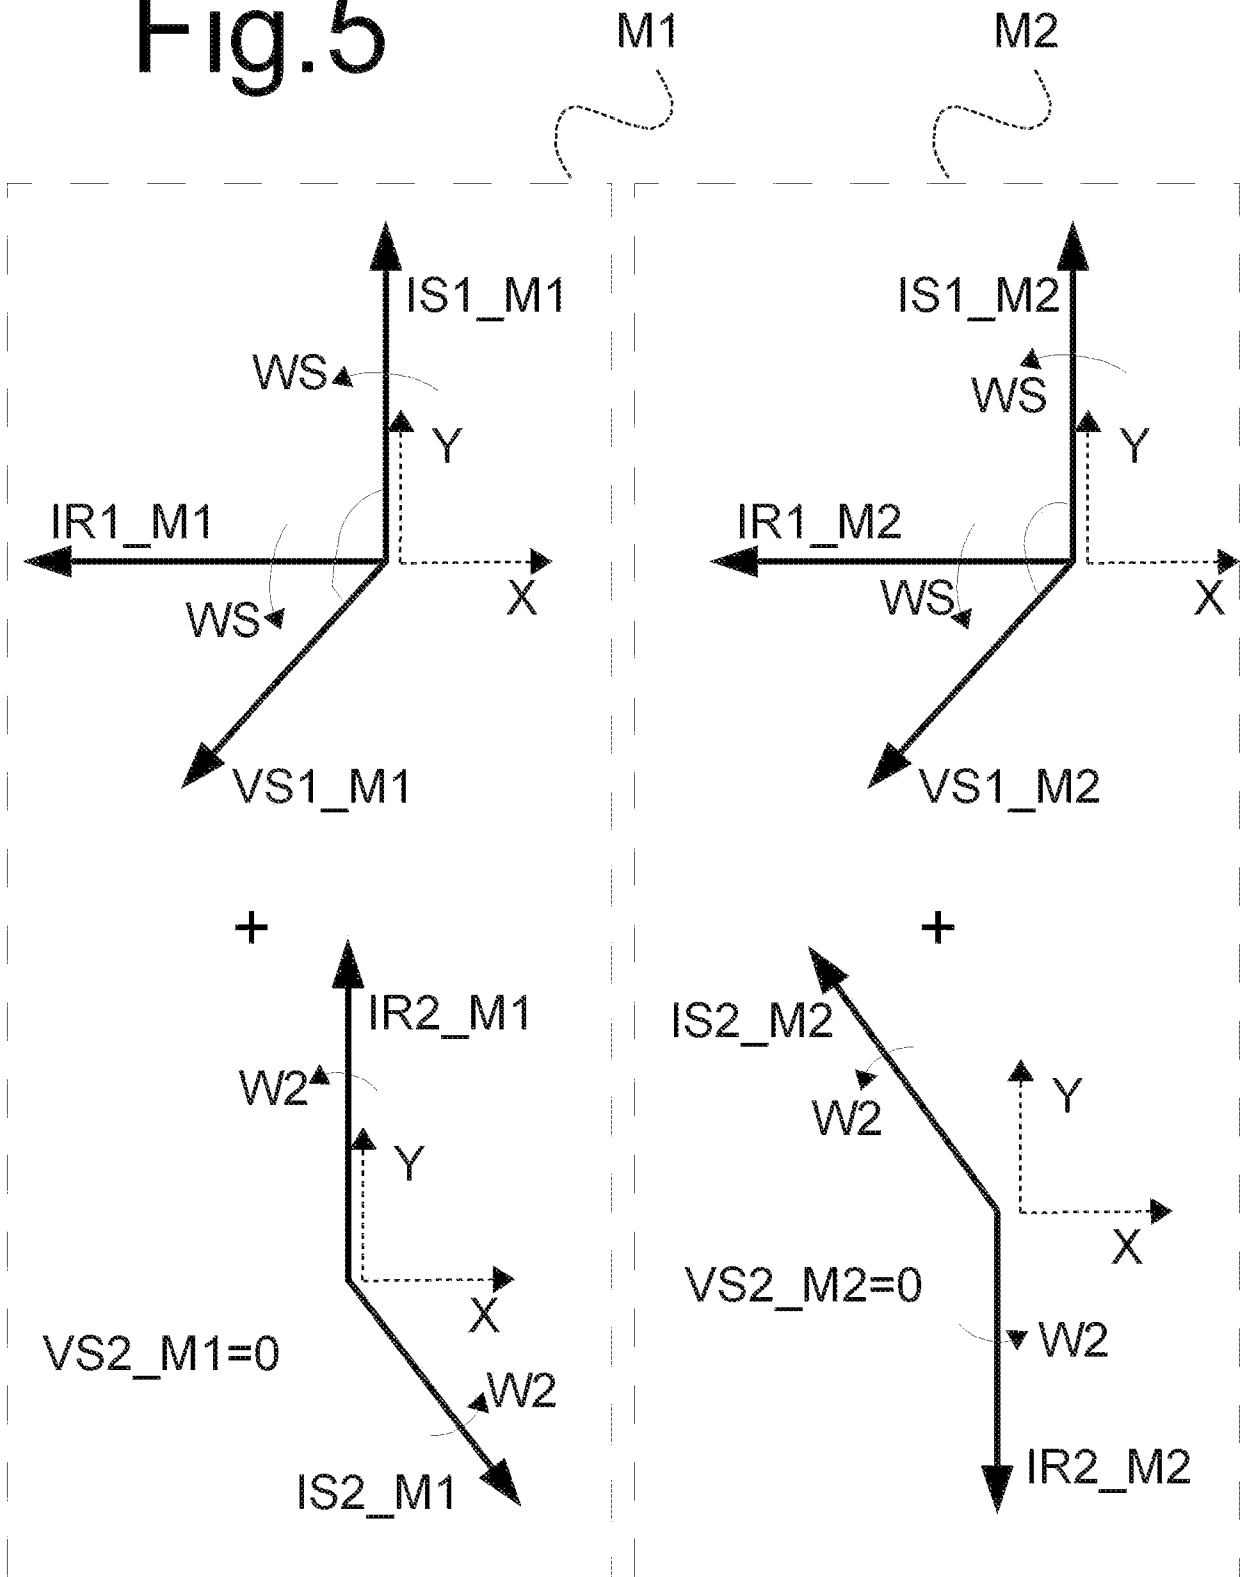 Fig.5
M1
M2
IS1_M1
WS
Y
IR1_M1
X
WS
VS1_M1
+
IR2_M1
W2
Y
X
VS2_M1=0
W2
IS2_M1
IS1_M2
WS
Y
IR1_M2
WS
X
VS1_M2
+
IS2_M2
W2
Y
X
VS2_M2=0
W2
IR2_M2